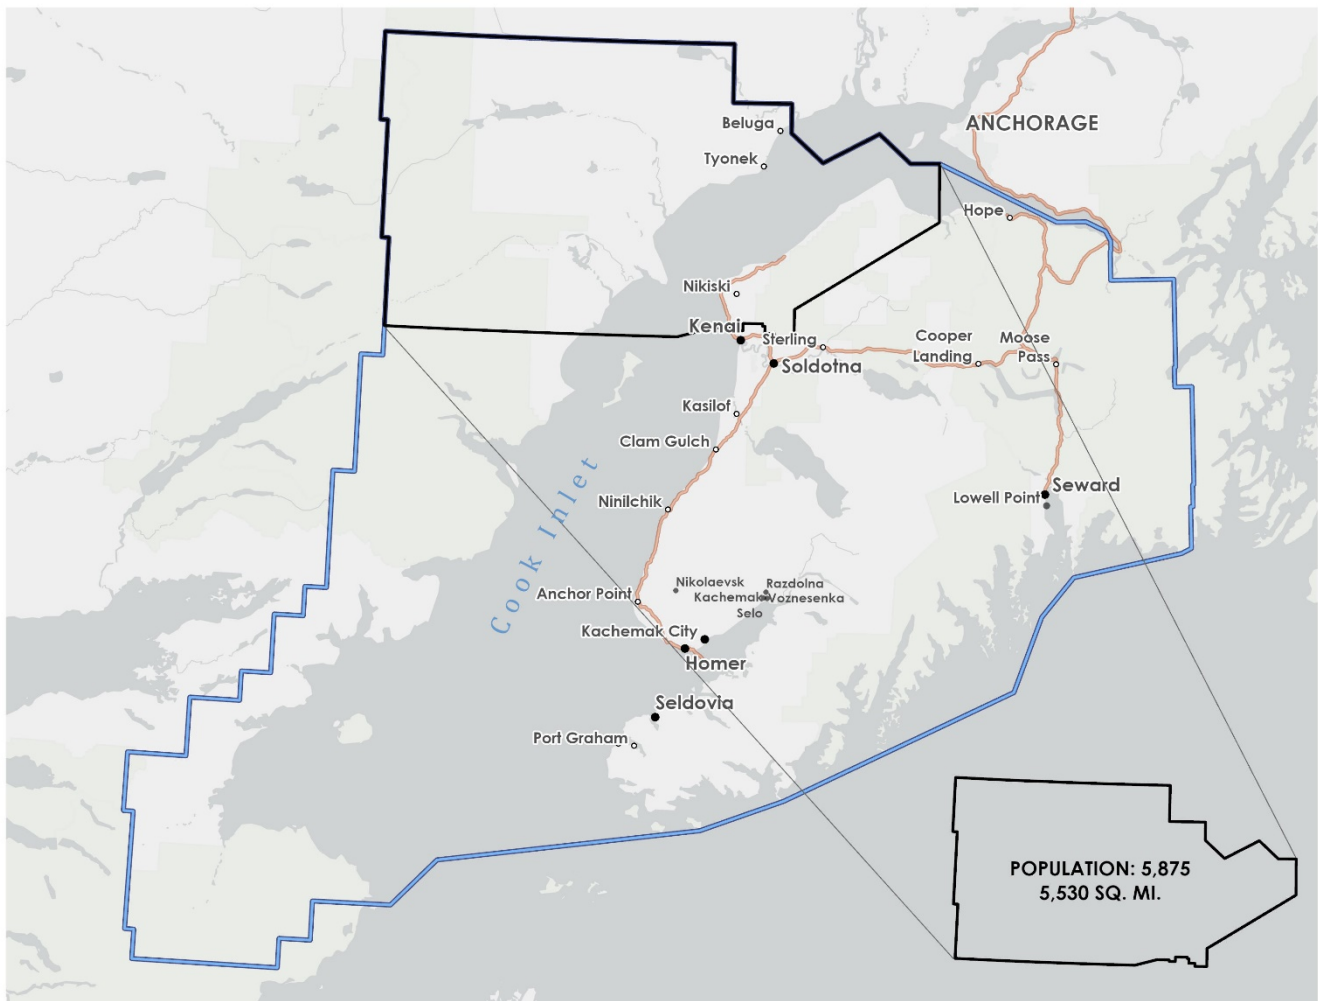 ANCHORAGE
Beluga
Tyonek
Hope
Nikiski
Kenai
Sterling
Cooper
Landing
Moose
Pass
Soldotna
Kasilof
Clam Gulch
Cook Inlet
Seward
Lowell Point
Ninilchik
Nikolaevsk
Razdolna
Kachemak
Voznesenka
Selo
Anchor Point
Kachemak City
Homer
Seldovia
Port Graham
POPULATION: 5,875
5,530 SQ. MI.